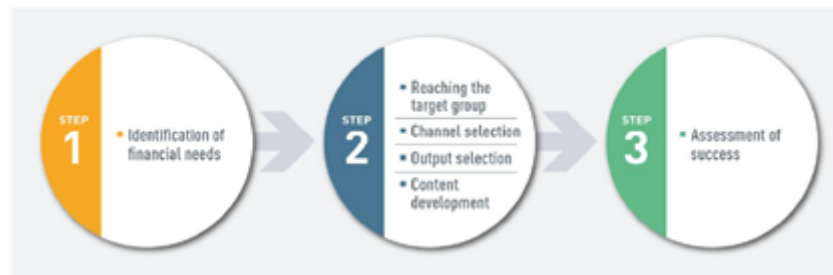 STEP
1
▪ Identification of
financial needs
STEP
2
▪ Reaching the
target group
▪ Channel selection
▪ Output selection
▪ Content
development
STEP
3
▪ Assessment of
success